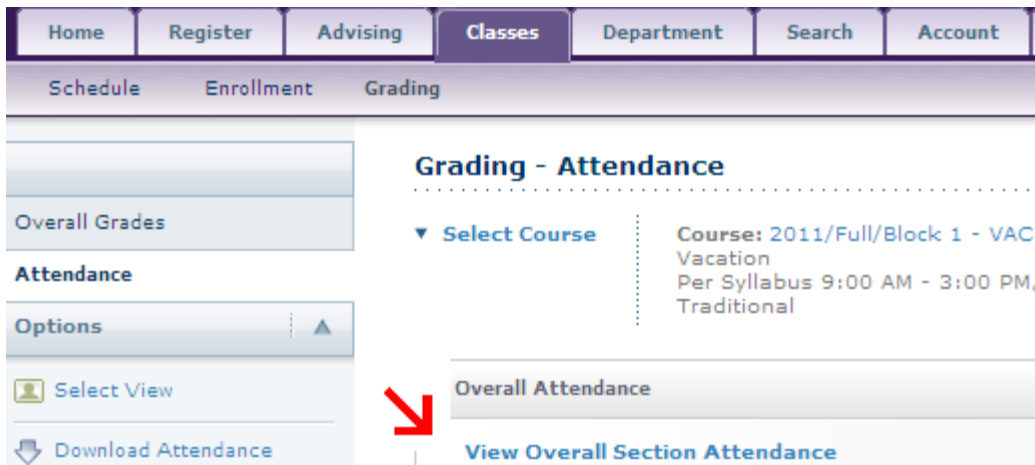 Home Register Advising Classes Department Search Account
Schedule Enrollment Grading
Overall Grades
Attendance
Options
Select View
Download Attendance
Grading - Attendance
Select Course
Course: 2011/Full/Block 1 - VAC
Vacation
Per Syllabus 9:00 AM - 3:00 PM,
Traditional
Overall Attendance
View Overall Section Attendance